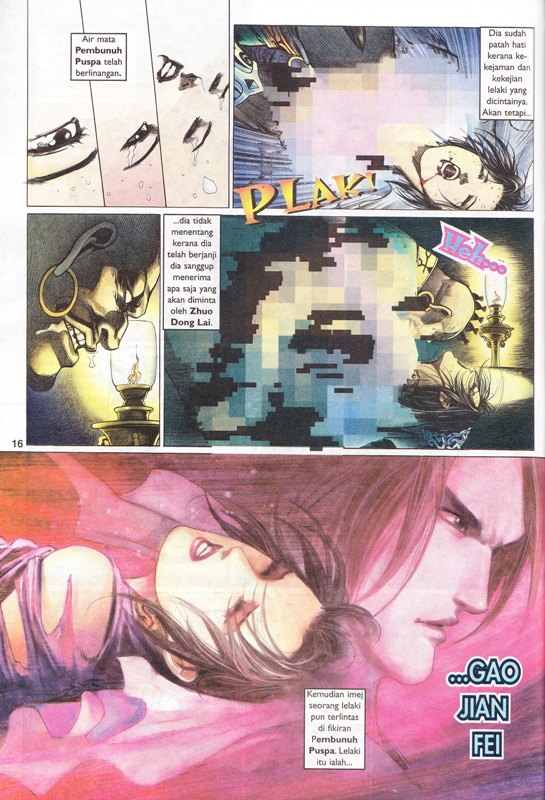 Air mata
Pembunuh
Puspa telah
berlinangan.
Dia sudah
patah hati
kerana ke-
kejaman dan
kekejian
lelaki yang
dicintainya.
Akan tetapi...
PLAK!
...dia tidak
menentang
kerana dia
telah berjanji
dia sanggup
menerima
apa saja yang
akan diminta
oleh Zhuo
Dong Lai.
Heh...
16
Kemudian imej
seorang lelaki
pun terlintas
di fikiran
Pembunuh
Puspa. Lelaki
itu ialah...
...GAO
JIAN
FEI